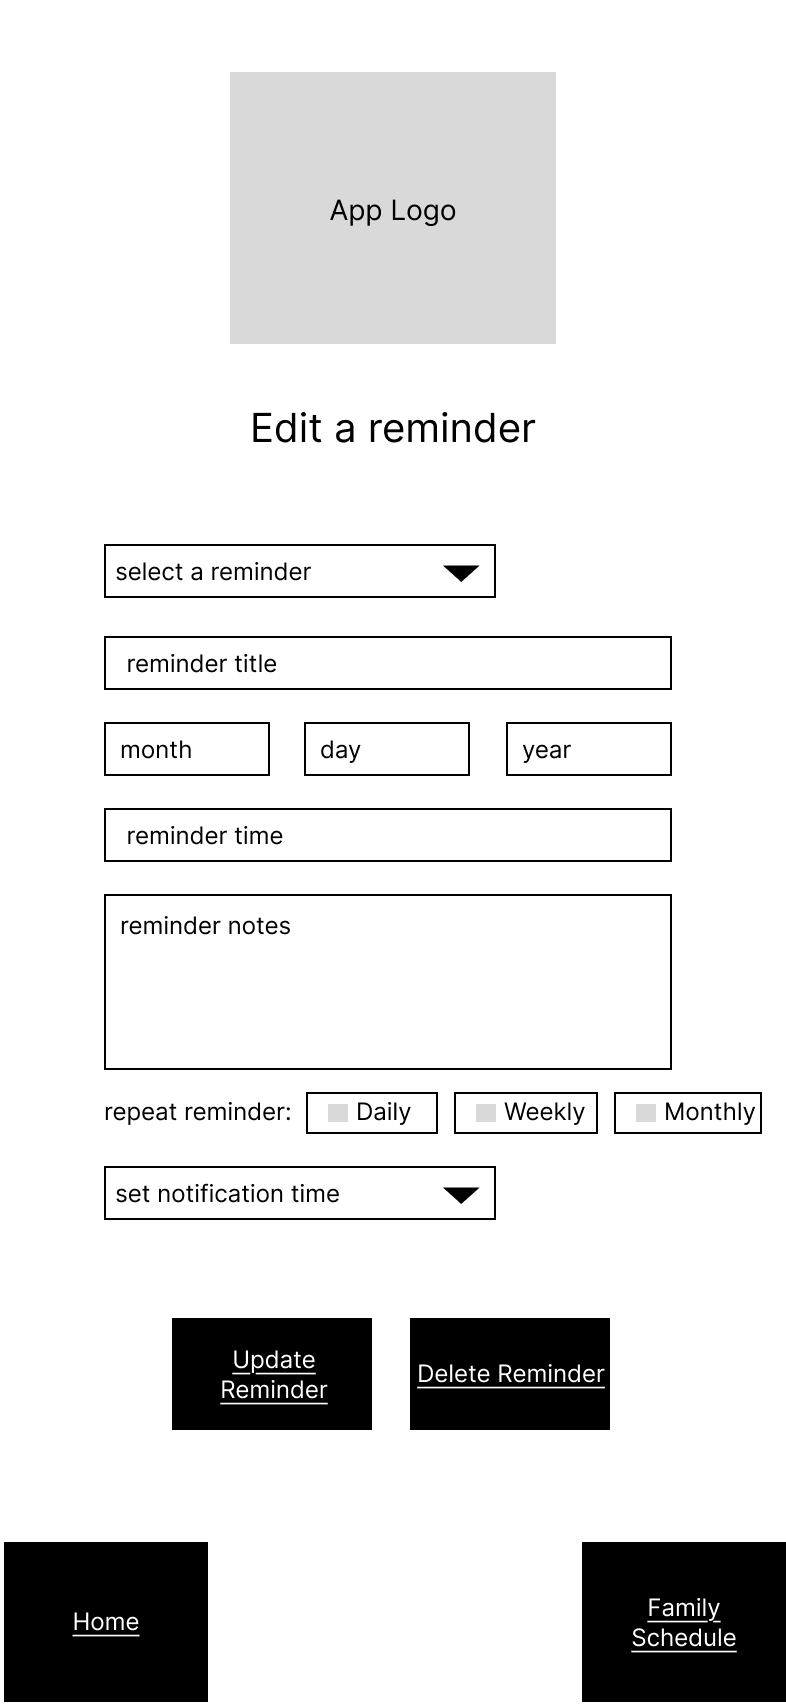 App Logo
Edit a reminder
select a reminder
reminder title
month day year
reminder time
reminder notes
repeat reminder: Daily Weekly Monthly
set notification time
Update
Reminder
Delete Reminder
Home
Family
Schedule